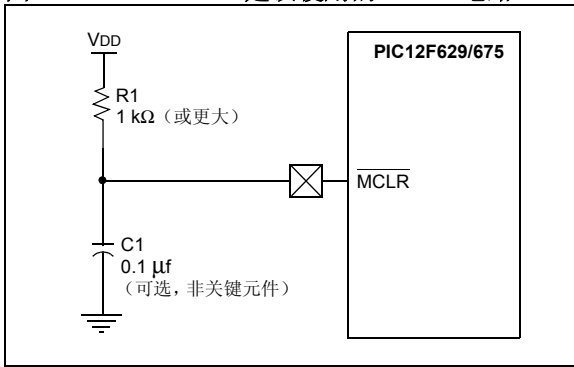 VDD
R1
1 kΩ（或更大）
C1
0.1 µf
（可选，非关键元件）
PIC12F629/675
MCLR